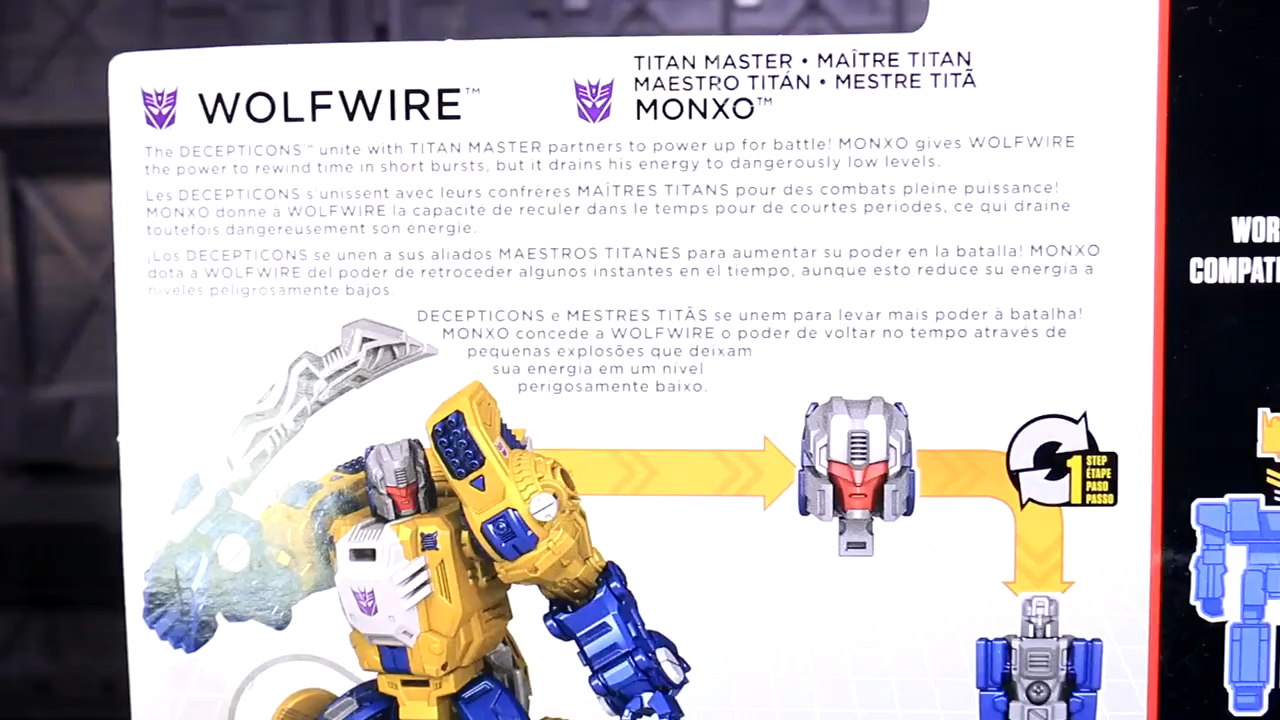 WOLFWIRE™
TITAN MASTER • MAÎTRE TITAN
MAESTRO TITÁN • MESTRE TITÃ
MONXO™
The DECEPTICONS™ unite with TITAN MASTER partners to power up for battle! MONXO gives WOLFWIRE
the power to rewind time in short bursts, but it drains his energy to dangerously low levels.
Les DECEPTICONS s'unissent avec leurs confrères MAÎTRES TITANS pour des combats pleine puissance!
MONXO donne à WOLFWIRE la capacité de reculer dans le temps pour de courtes périodes, ce qui draine
toutefois dangereusement son énergie.
¡Los DECEPTICONS se unen a sus aliados MAESTROS TITANES para aumentar su poder en la batalla! MONXO
dota a WOLFWIRE del poder de retroceder algunos instantes en el tiempo, aunque esto reduce su energía a
niveles peligrosamente bajos.
DECEPTICONS e MESTRES TITÃS se unem para levar mais poder à batalha!
MONXO concede a WOLFWIRE o poder de voltar no tempo através de
pequenas explosões que deixam
sua energia em um nível
perigosamente baixo.
1 STEP
ÉTAPE
PASO
PASSO